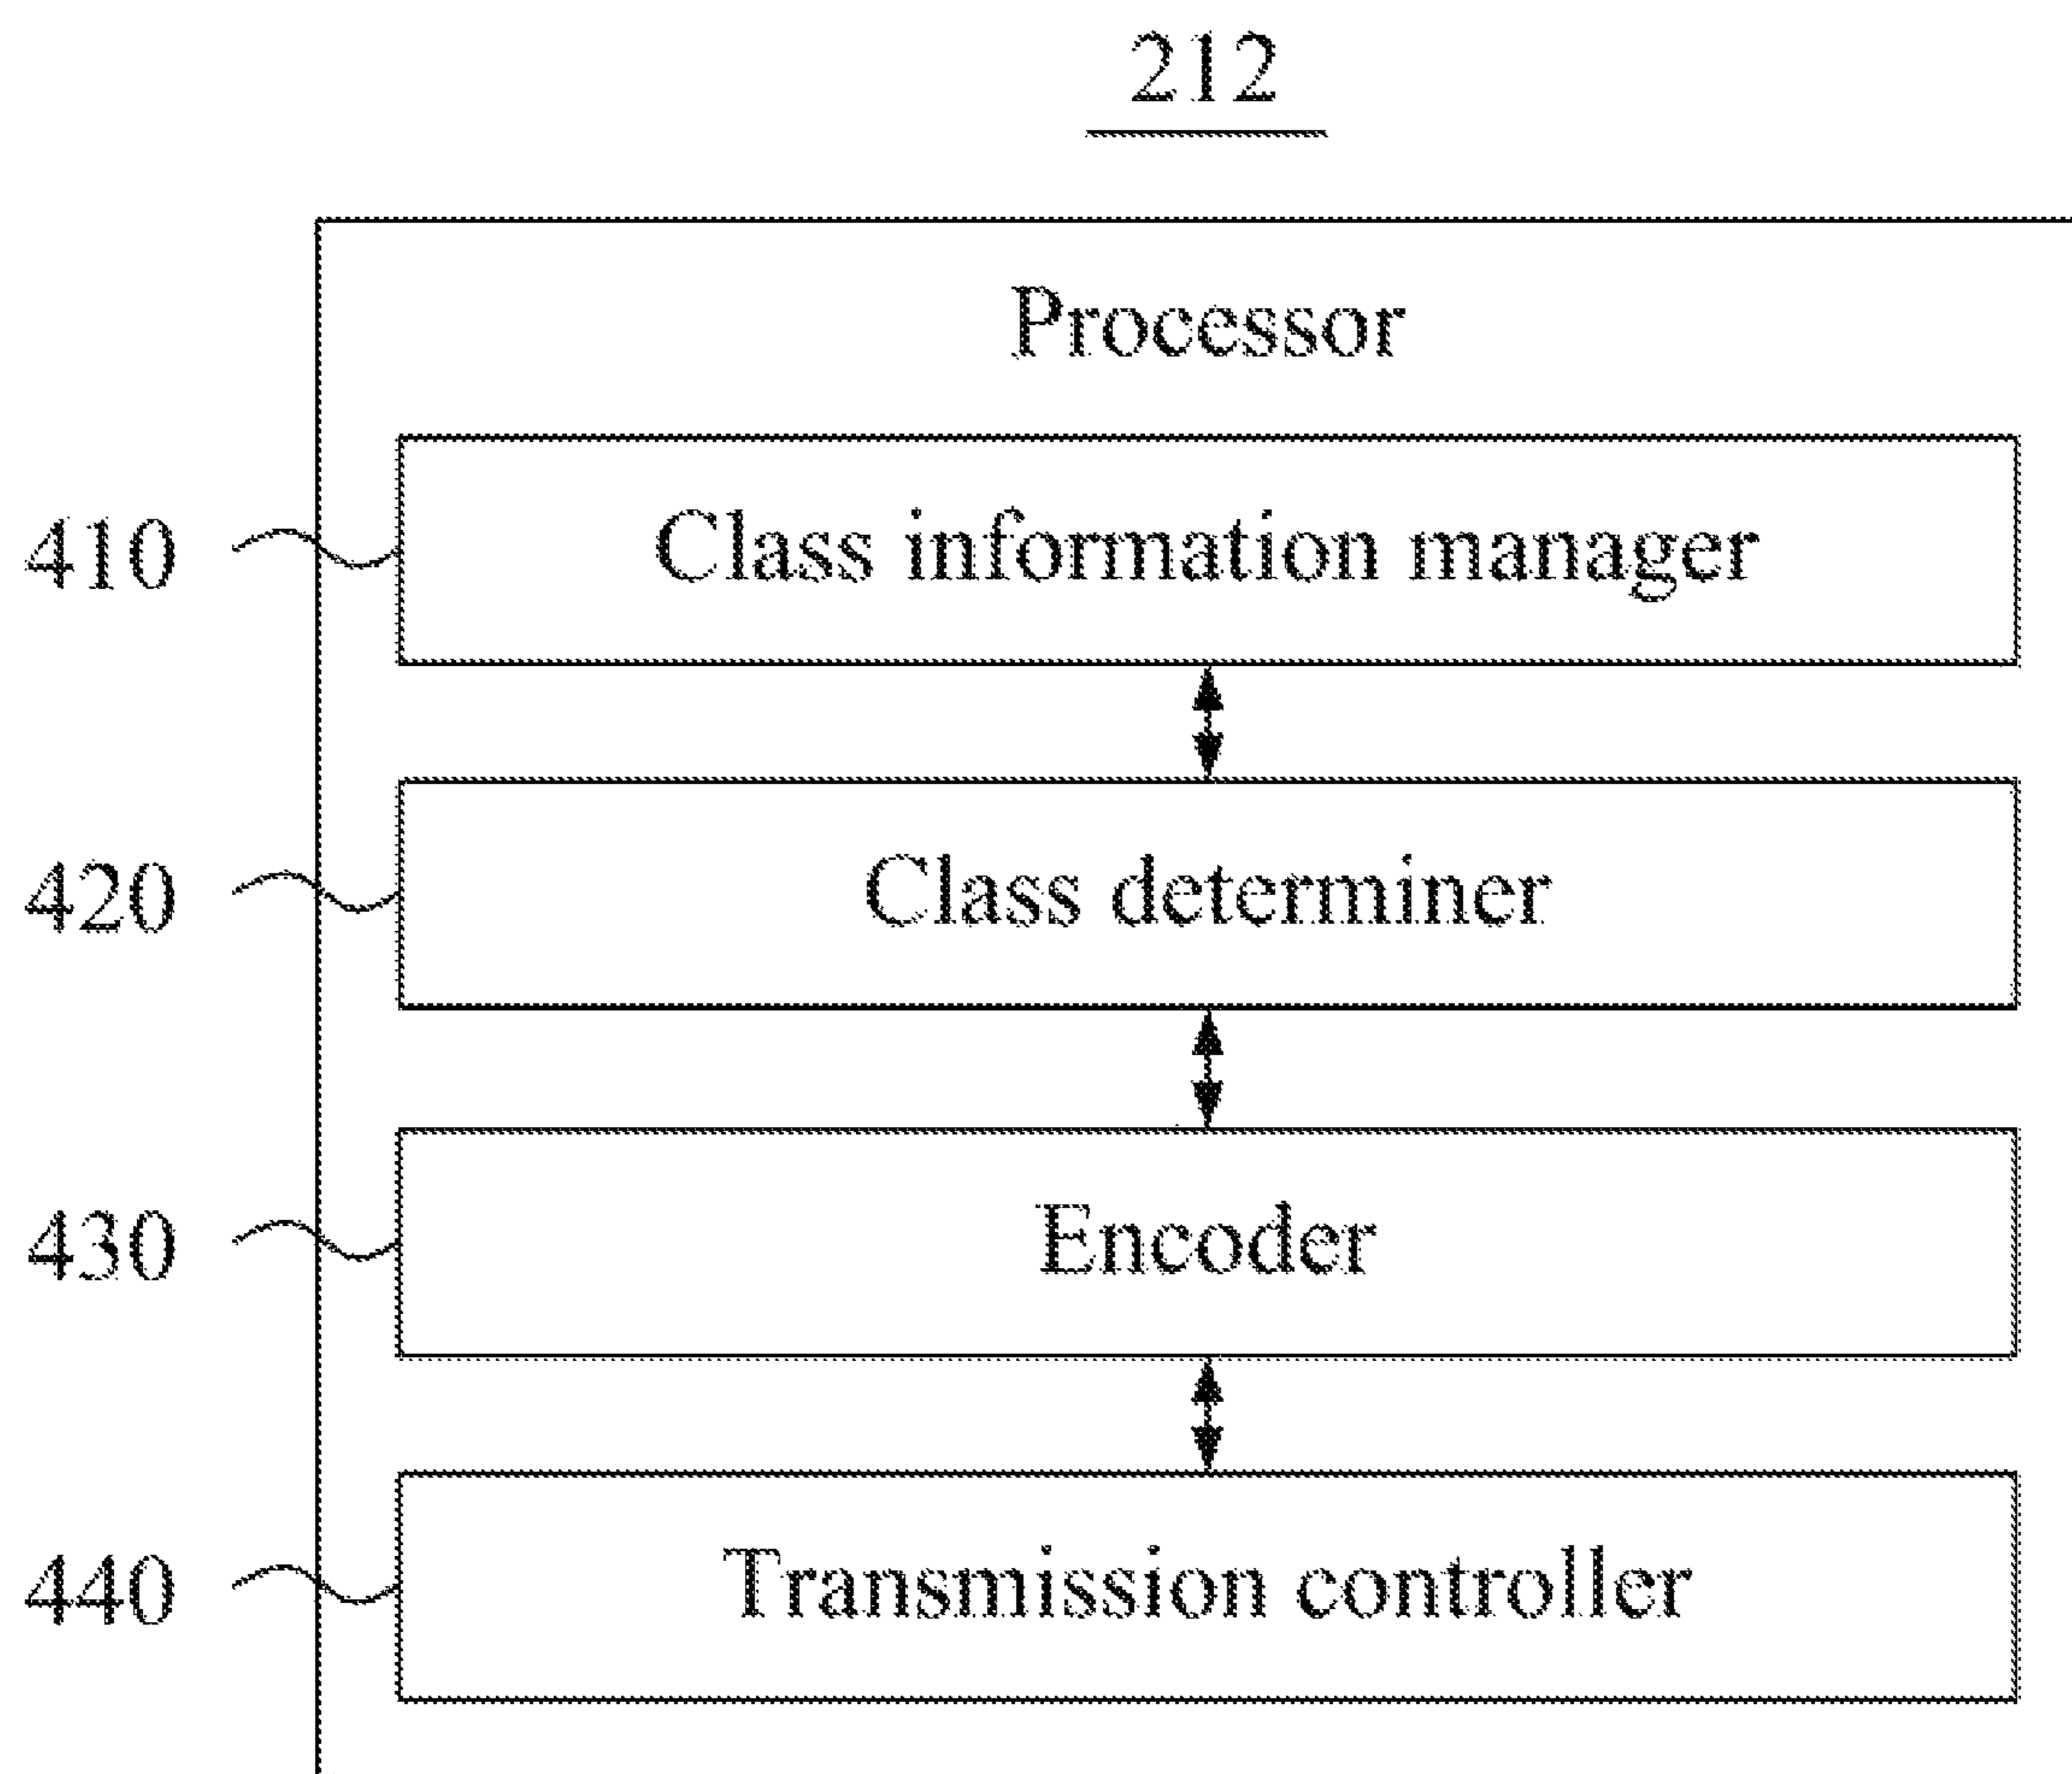 212
Processor
410 Class information manager
420 Class determiner
430 Encoder
440 Transmission controller